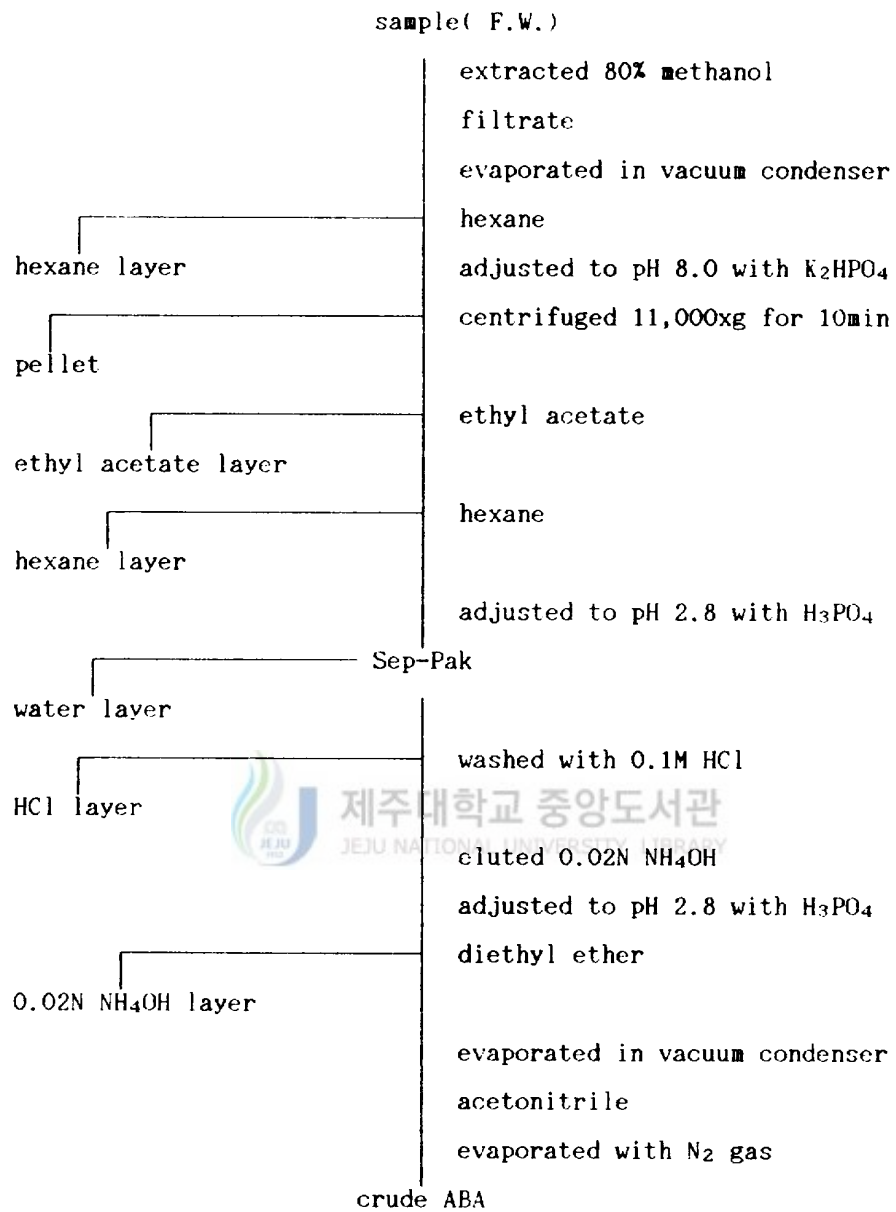 sample( F.W.)
extracted 80% methanol
filtrate
evaporated in vacuum condenser
hexane
hexane layer
adjusted to pH 8.0 with K₂HPO₄
centrifuged 11,000xg for 10min
pellet
ethyl acetate
ethyl acetate layer
hexane
hexane layer
adjusted to pH 2.8 with H₃PO₄
Sep-Pak
water layer
washed with 0.1M HCl
HCl layer
제주대학교 중앙도서관
JEJU NATIONAL UNIVERSITY LIBRARY
JEJU
1952
cluted 0.02N NH₄OH
adjusted to pH 2.8 with H₃PO₄
diethyl ether
0.02N NH₄OH layer
evaporated in vacuum condenser
acetonitrile
evaporated with N₂ gas
crude ABA